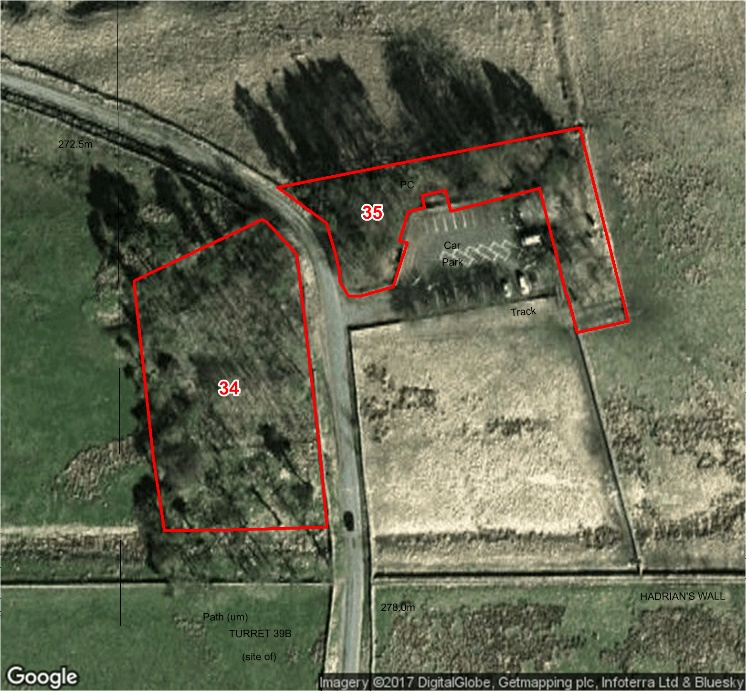 272.5m
PC
35
Car
Park
Track
34
HADRIAN'S WALL
278.0m
Path (um)
TURRET 39B
(site of)
Google
Imagery ©2017 DigitalGlobe, Getmapping plc, Infoterra Ltd & Bluesky